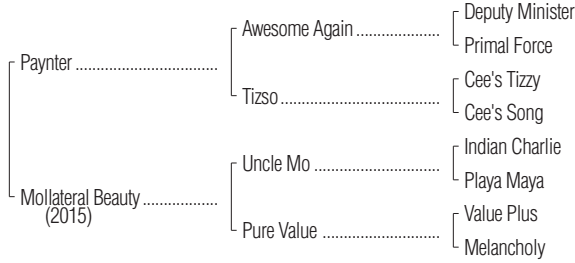 Deputy Minister
Awesome Again ...................
Primal Force
Paynter ................................
Cee's Tizzy
Tizso ....................................
Cee's Song
Indian Charlie
Uncle Mo ............................
Playa Maya
Mollateral Beauty .................
(2015)
Value Plus
Pure Value ..........................
Melancholy